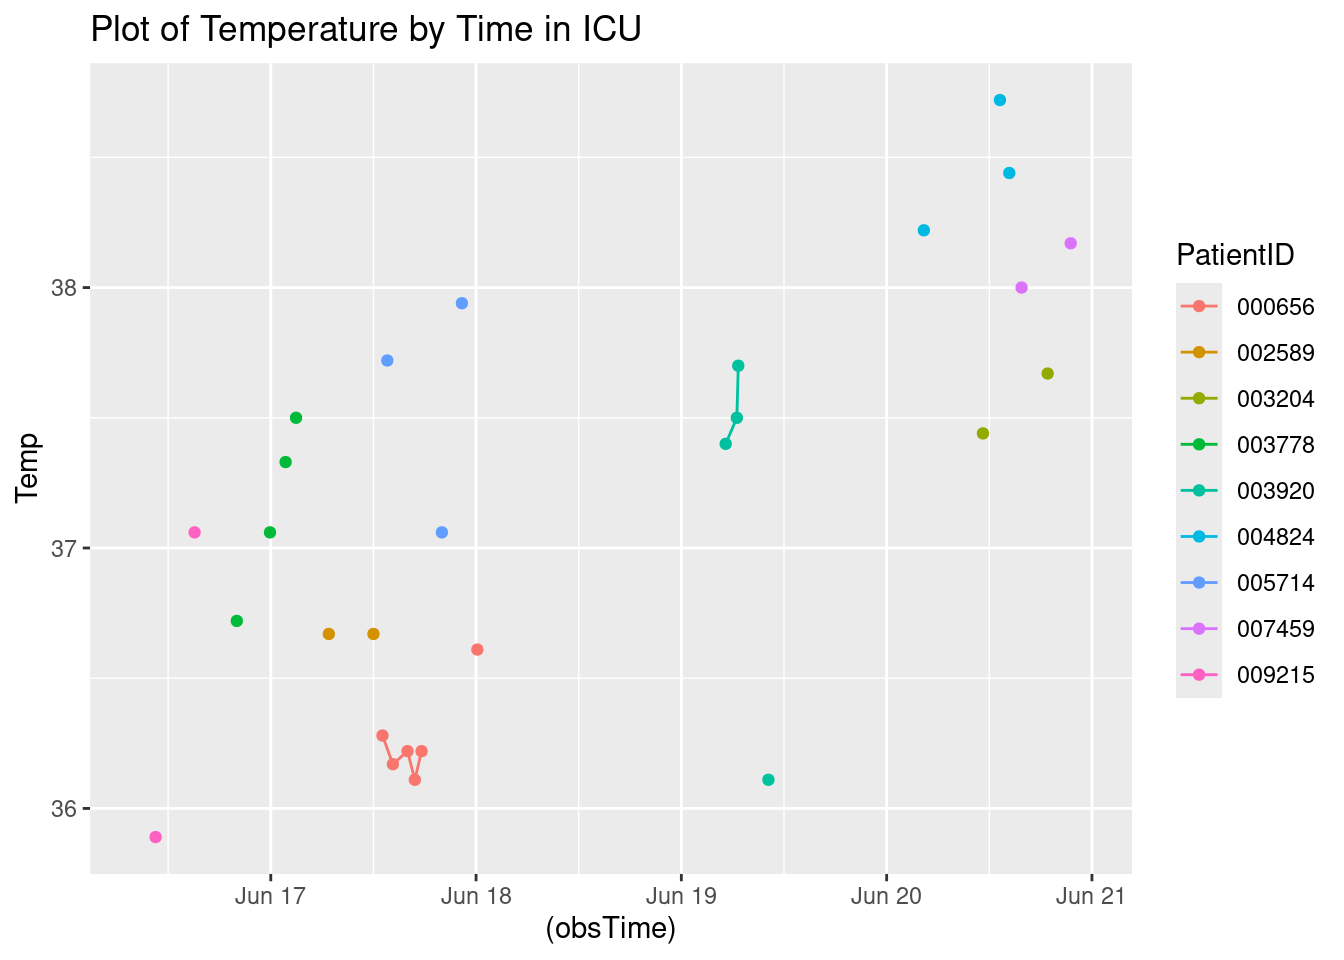 Plot of Temperature by Time in ICU
Temp
38
37
36
Jun 17 Jun 18 Jun 19 Jun 20 Jun 21
(obsTime)
PatientID
000656
002589
003204
003778
003920
004824
005714
007459
009215